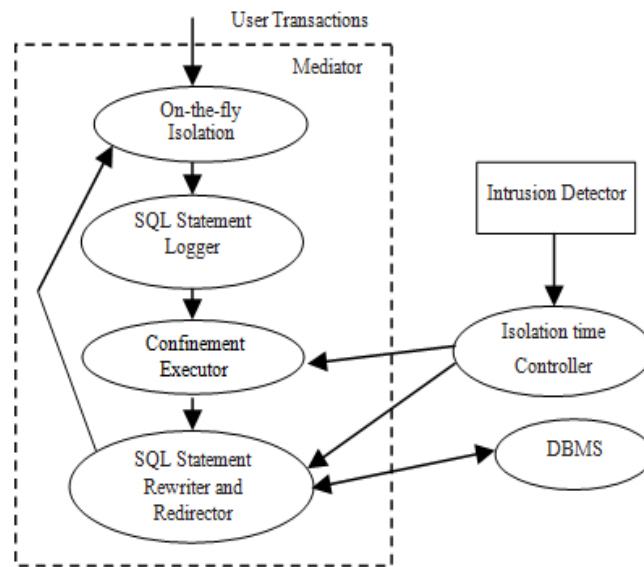 User Transactions
Mediator
On-the-fly
Isolation
SQL Statement
Logger
Confinement
Executor
SQL Statement
Rewriter and
Redirector
Intrusion Detector
Isolation time
Controller
DBMS